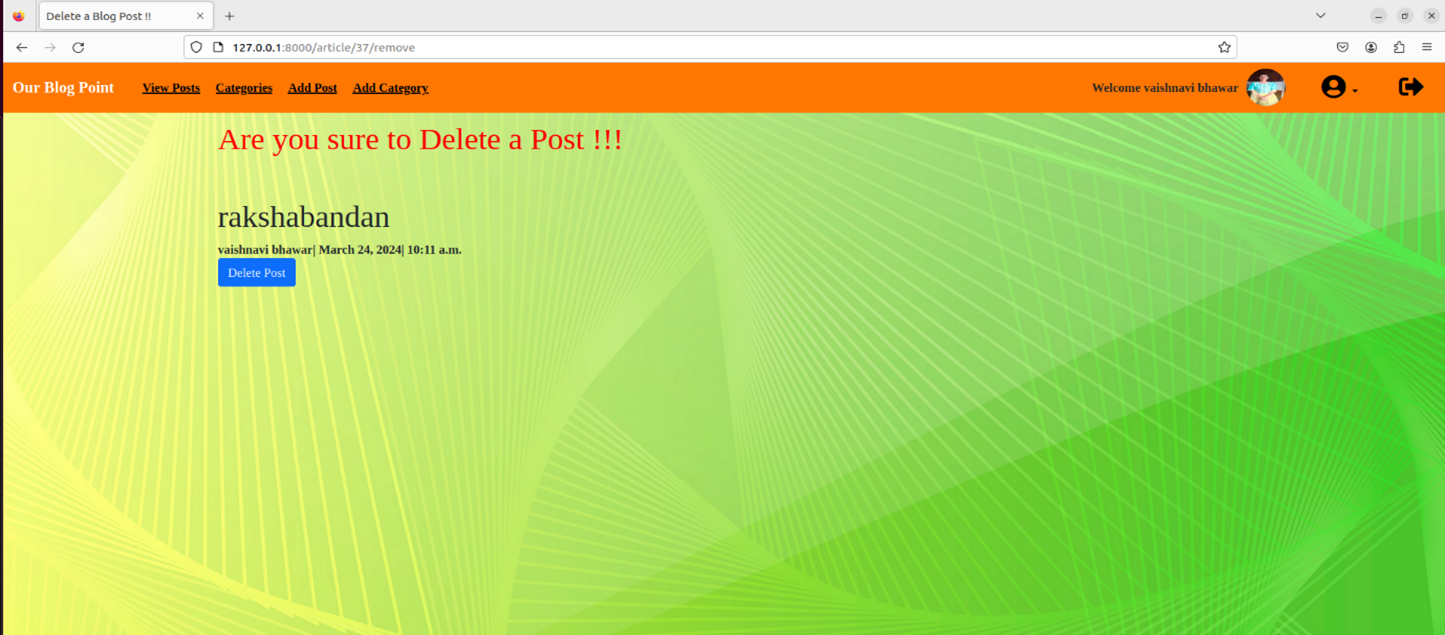 Delete a Blog Post !!
127.0.0.1:8000/article/37/remove
Our Blog Point View Posts Categories Add Post Add Category Welcome vaishnavi bhawar
Are you sure to Delete a Post !!!
rakshabandan
vaishnavi bhawar| March 24, 2024| 10:11 a.m.
Delete Post